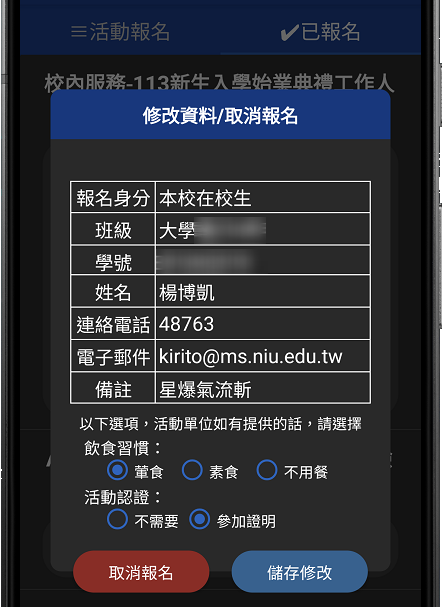 三活動報名 ✔已報名
校內服務-113新生入學始業典禮工作人
修改資料/取消報名
報名身分 本校在校生
班級 大學
學號
姓名 楊博凱
連絡電話 48763
電子郵件 kirito@ms.niu.edu.tw
備註 星爆氣流斬
以下選項，活動單位如有提供的話，請選擇
飲食習慣：
葷食 素食 不用餐
活動認證：
不需要 參加證明
取消報名 儲存修改